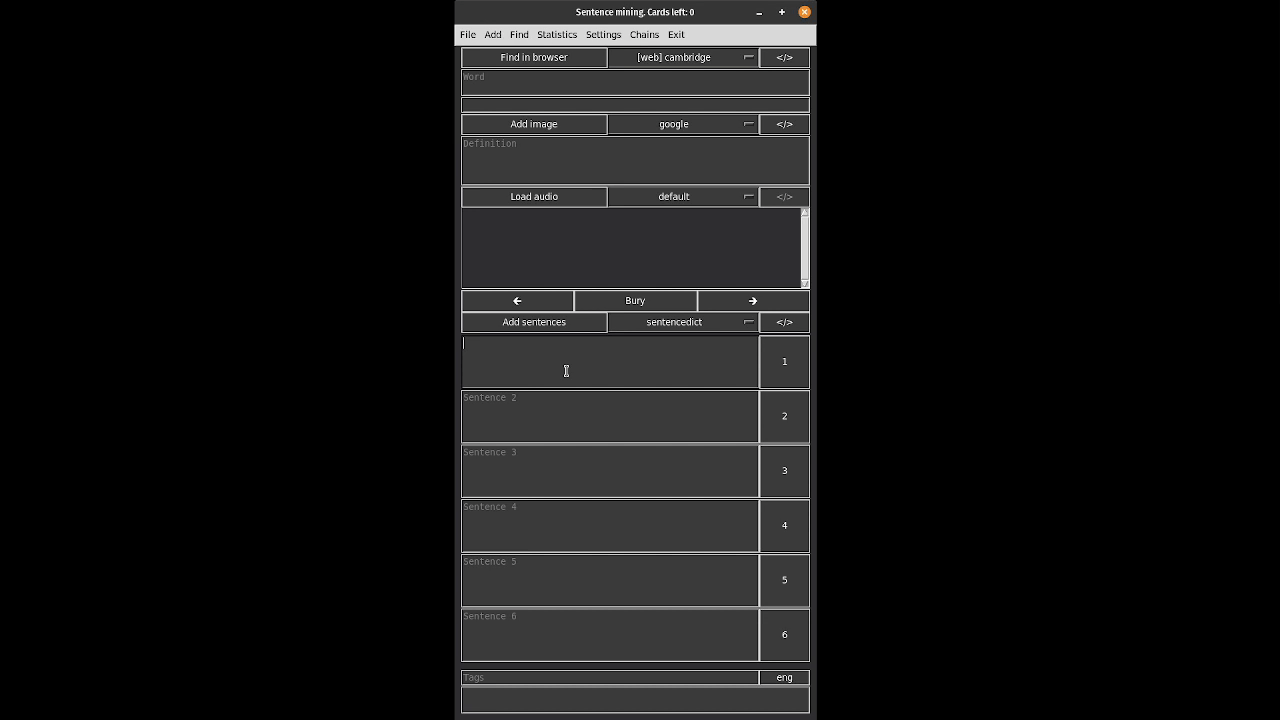 Sentence mining. Cards left: 0
File Add Find Statistics Settings Chains Exit
Find in browser [web] cambridge </>
Word
Add image google </>
Definition
Load audio default </>
← Bury →
Add sentences sentencedict </>
1
Sentence 2 2
Sentence 3 3
Sentence 4 4
Sentence 5 5
Sentence 6 6
Tags eng